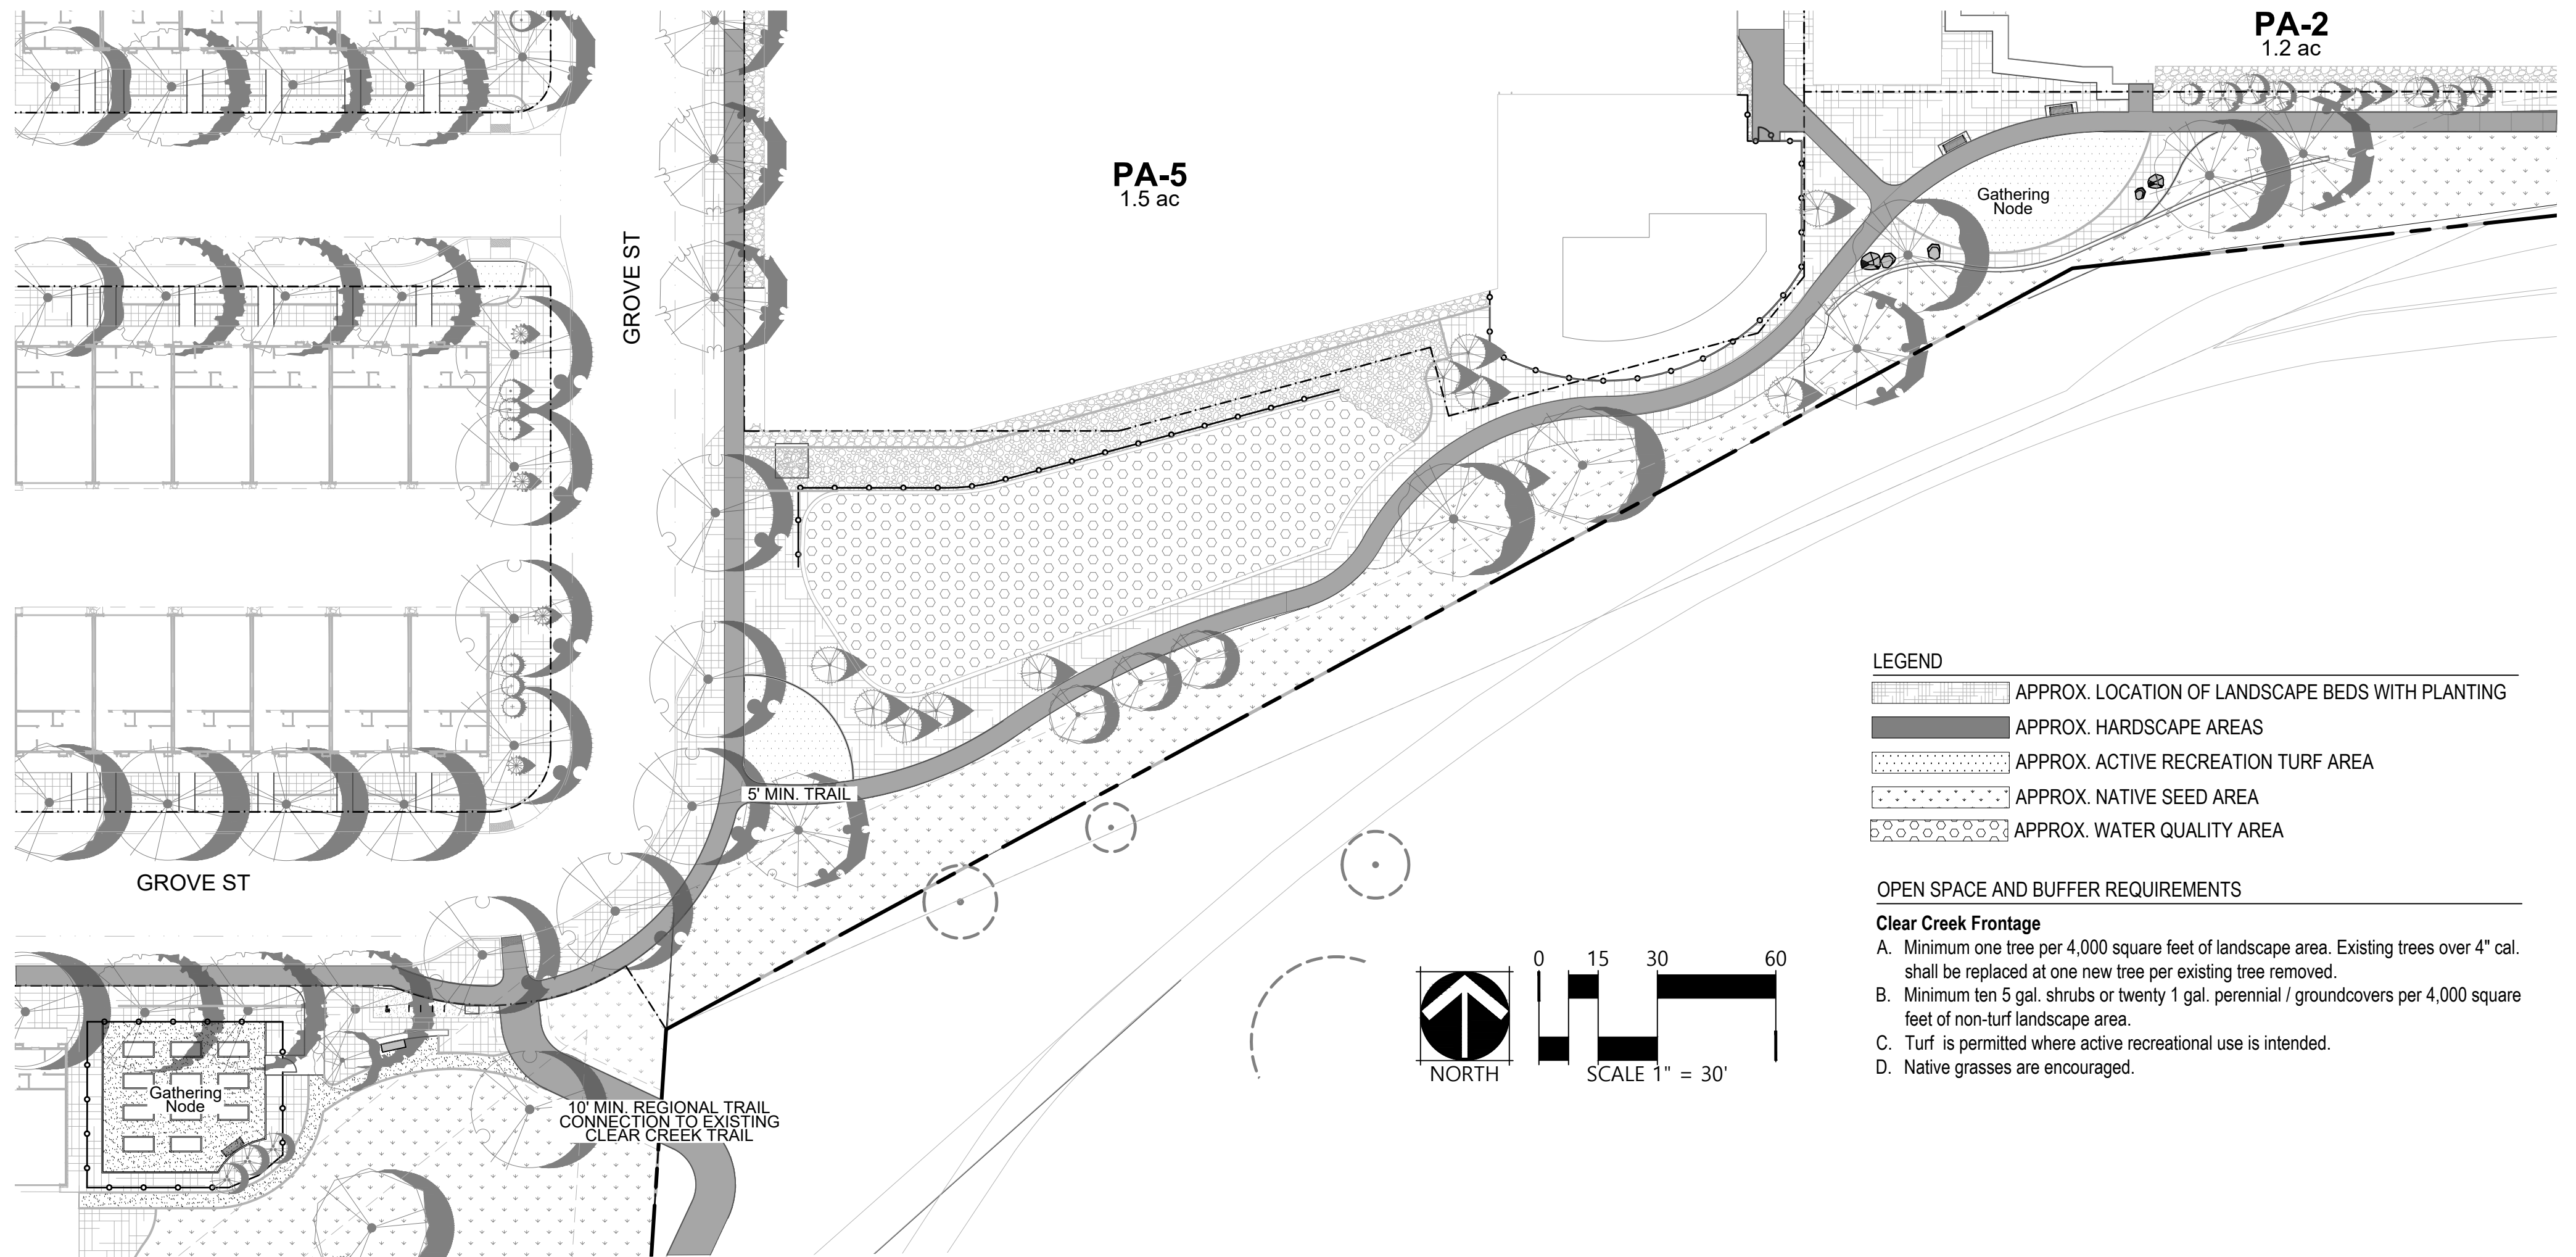 PA-2
1.2 ac
PA-5
1.5 ac
Gathering
Node
GROVE ST
5' MIN. TRAIL
GROVE ST
Gathering
Node
10' MIN. REGIONAL TRAIL
CONNECTION TO EXISTING
CLEAR CREEK TRAIL
NORTH
0 15 30 60
SCALE 1" = 30'
LEGEND
APPROX. LOCATION OF LANDSCAPE BEDS WITH PLANTING
APPROX. HARDSCAPE AREAS
APPROX. ACTIVE RECREATION TURF AREA
APPROX. NATIVE SEED AREA
APPROX. WATER QUALITY AREA
OPEN SPACE AND BUFFER REQUIREMENTS
Clear Creek Frontage
A. Minimum one tree per 4,000 square feet of landscape area. Existing trees over 4" cal.
shall be replaced at one new tree per existing tree removed.
B. Minimum ten 5 gal. shrubs or twenty 1 gal. perennial / groundcovers per 4,000 square
feet of non-turf landscape area.
C. Turf is permitted where active recreational use is intended.
D. Native grasses are encouraged.